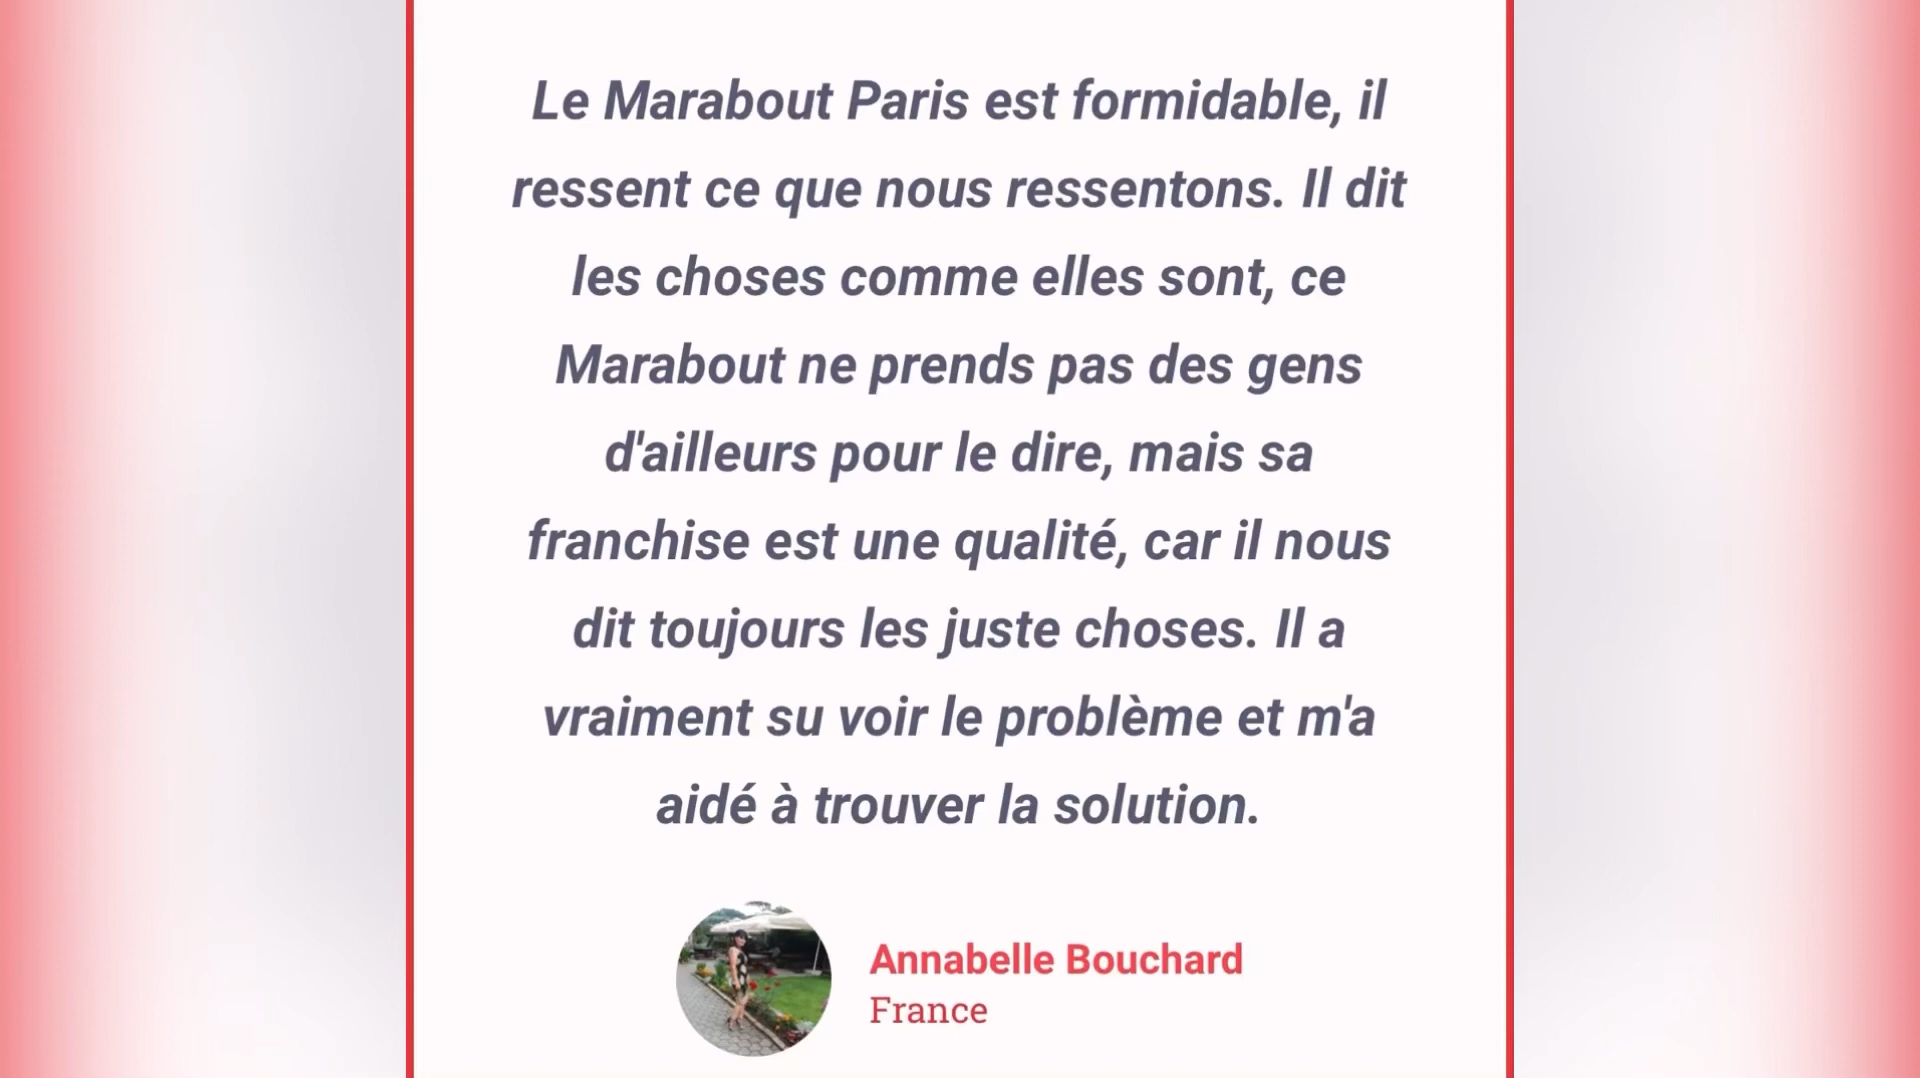 Le Marabout Paris est formidable, il
ressent ce que nous ressentons. Il dit
les choses comme elles sont, ce
Marabout ne prends pas des gens
d'ailleurs pour le dire, mais sa
franchise est une qualité, car il nous
dit toujours les juste choses. Il a
vraiment su voir le problème et m'a
aidé à trouver la solution.
Annabelle Bouchard
France